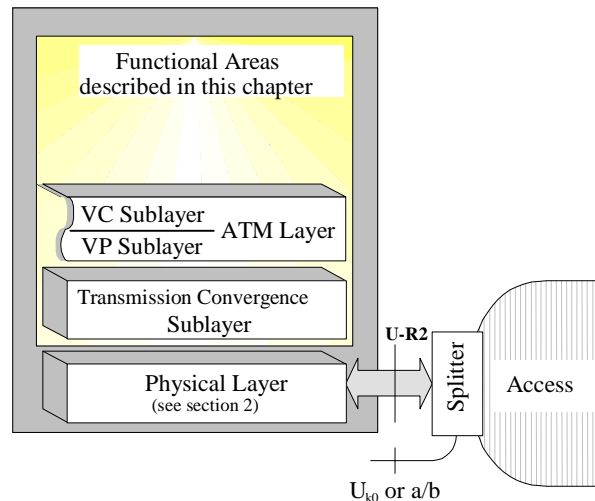 Functional Areas
described in this chapter
VC Sublayer
VP Sublayer
ATM Layer
Transmission Convergence
Sublayer
Physical Layer
(see section 2)
U-R2
Splitter
Access
Uk0 or a/b